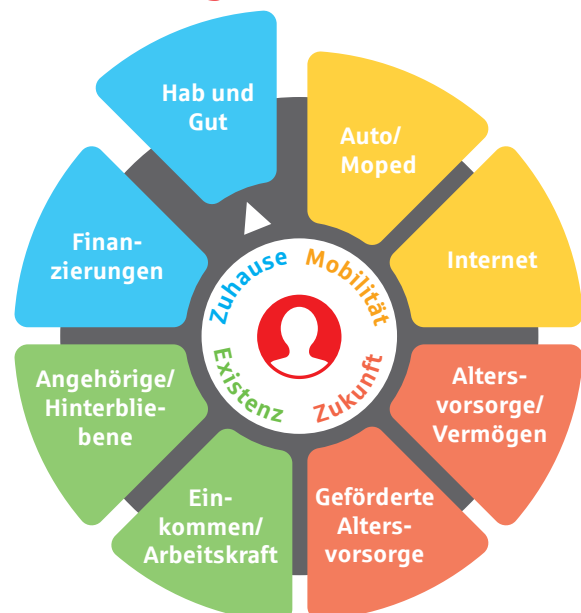 Hab und
Gut
Auto/
Moped
Internet
Alters-
vorsorge/
Vermögen
Geförderte
Alters-
vorsorge
Ein-
kommen/
Arbeitskraft
Angehörige/
Hinterblie-
bene
Finan-
zierungen
Zuhause
Mobilität
Zukunft
Existenz